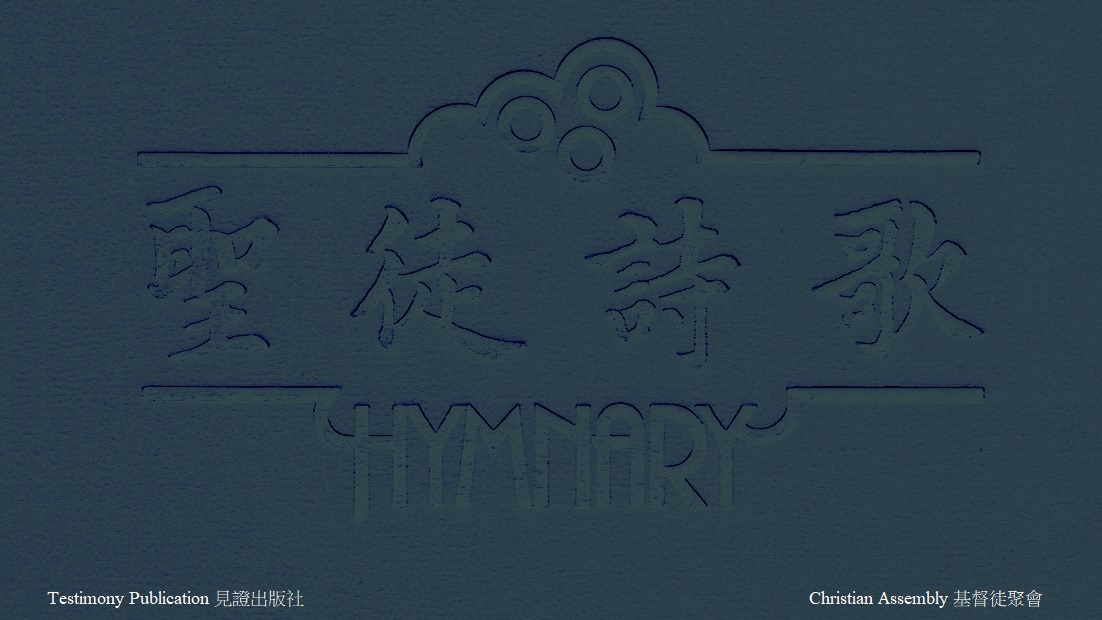 聖徒詩歌
HYMNARY
Testimony Publication 見證出版社
Christian Assembly 基督徒聚會